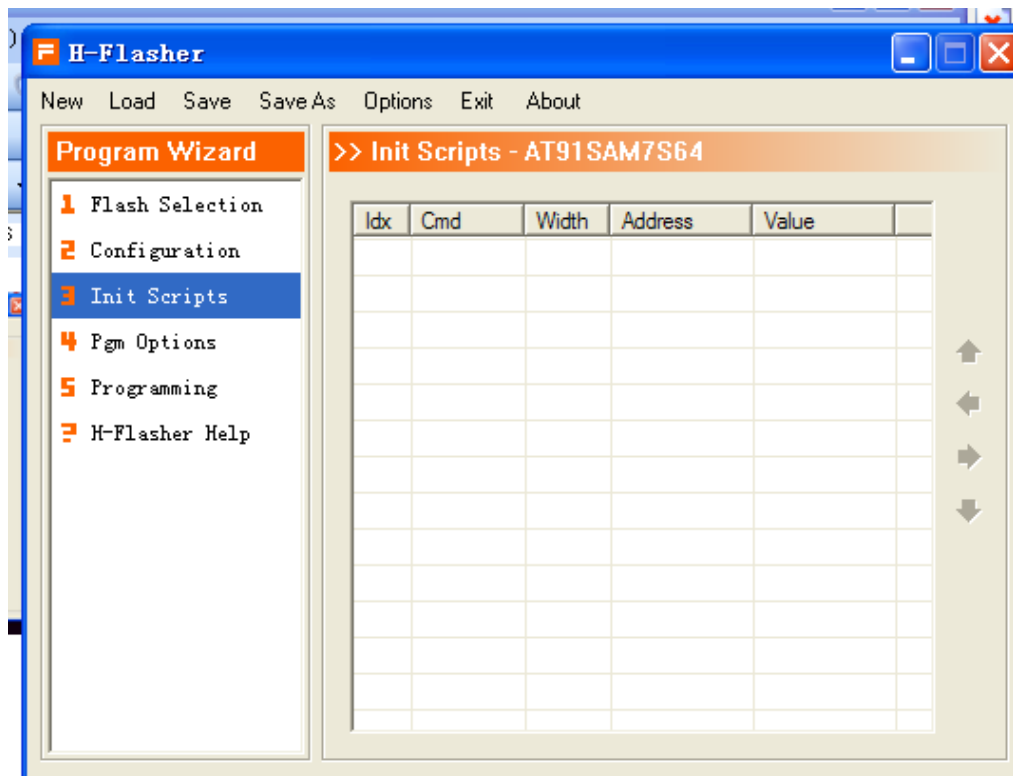 H-Flasher
New Load Save Save As Options Exit About
Program Wizard
1 Flash Selection
2 Configuration
3 Init Scripts
4 Pgm Options
5 Programming
? H-Flasher Help
>> Init Scripts - AT91SAM7S64
Idx Cmd Width Address Value